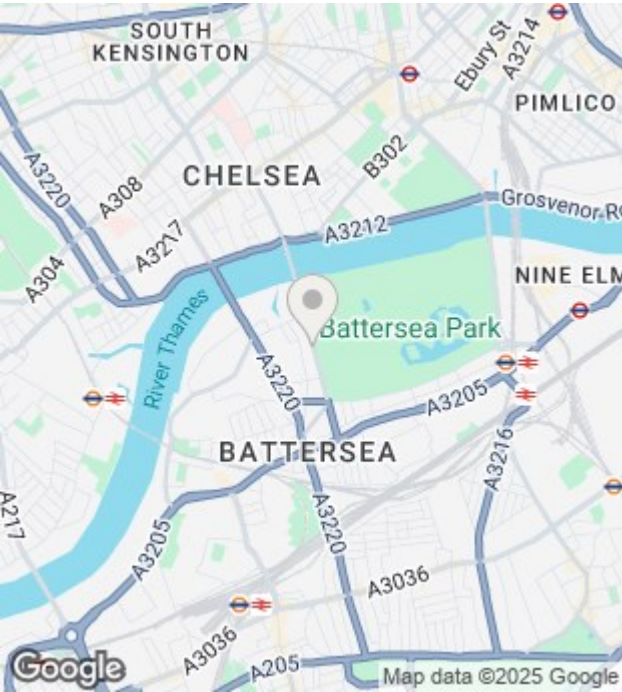 SOUTH
KENSINGTON
Ebury St
A3214
PIMLICO
A3220
A308
CHELSEA
B302
A3217
A3212
Grosvenor R
A304
NINE ELM
River Thames
Battersea Park
A3220
A3205
BATTERSEA
A3216
A217
A3205
A3220
A3036
A3036
A205
Google
Map data ©2025 Google